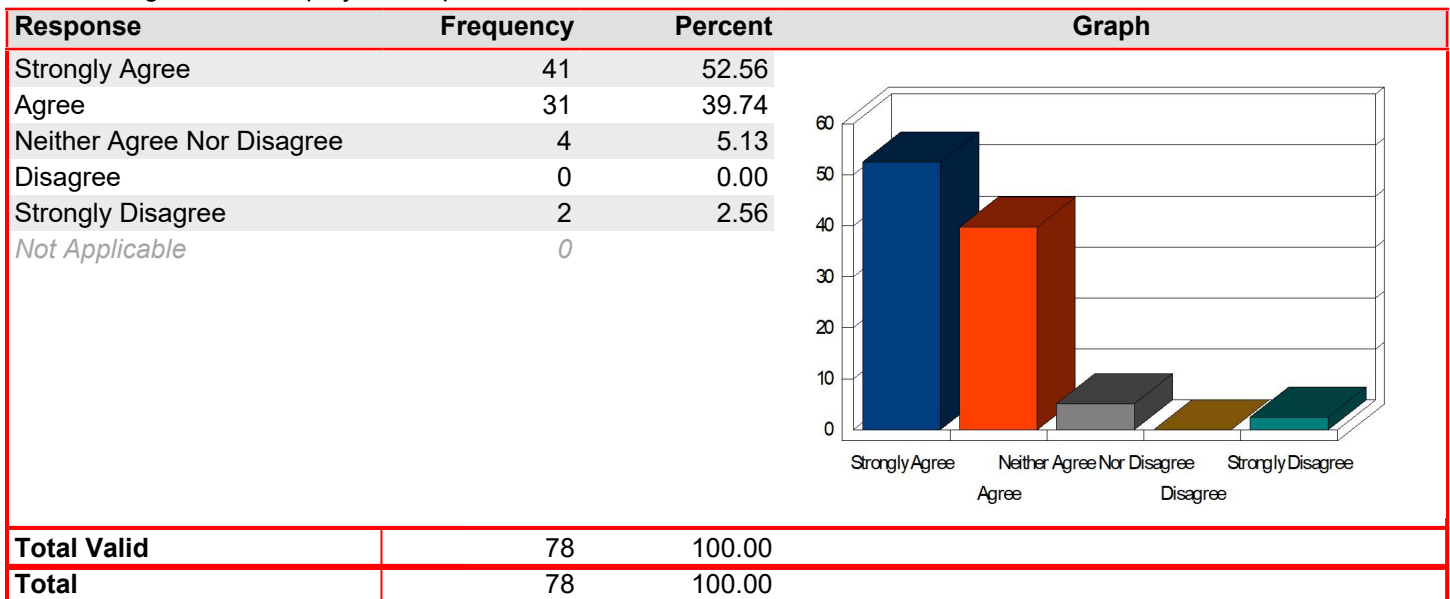 Response Frequency Percent Graph
Strongly Agree 41 52.56
Agree 31 39.74
Neither Agree Nor Disagree 4 5.13
Disagree 0 0.00
Strongly Disagree 2 2.56
Not Applicable 0
60
50
40
30
20
10
0
Strongly Agree Neither Agree Nor Disagree Strongly Disagree
Agree Disagree
Total Valid 78 100.00
Total 78 100.00